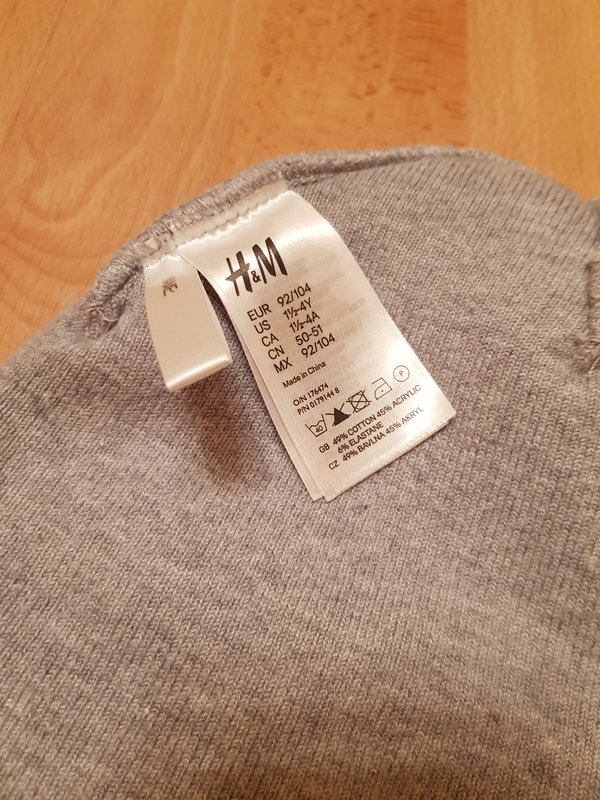 H&M
EUR 92/104
US 1½-4Y
CA 1½-4A
CN 50-51
MX 92/104
Made in China
O/N 176474
P/N 0179144 8
40
P
GB 49% COTTON 45% ACRYLIC
6% ELASTANE
CZ 49% BAVLNA 45% AKRYL